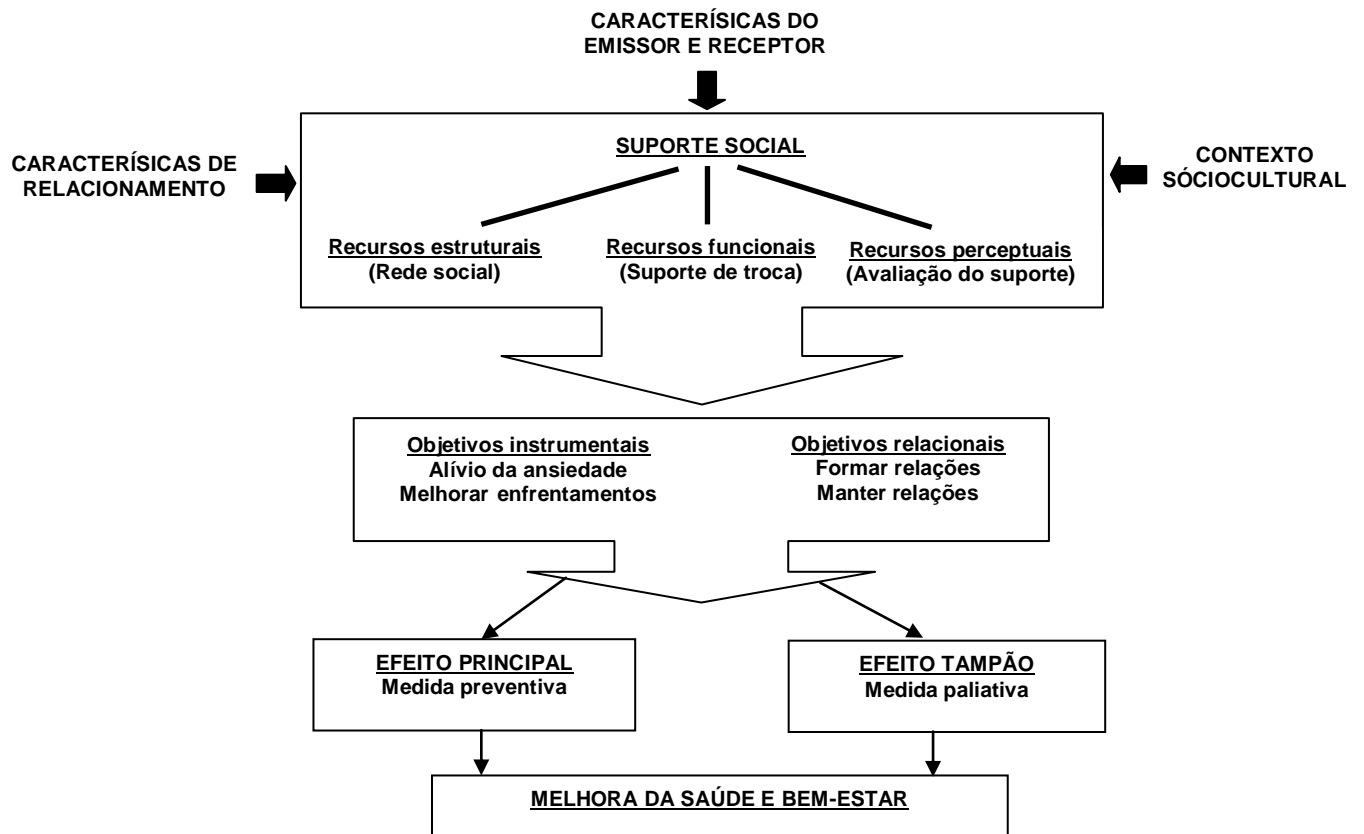 CARACTERÍSICAS DO
EMISSOR E RECEPTOR
SUPORTE SOCIAL
CARACTERÍSICAS DE
RELACIONAMENTO
CONTEXTO
SÓCIOCULTURAL
Recursos estruturais
(Rede social)
Recursos funcionais
(Suporte de troca)
Recursos perceptuais
(Avaliação do suporte)
Objetivos instrumentais
Alívio da ansiedade
Melhorar enfrentamentos
Objetivos relacionais
Formar relações
Manter relações
EFEITO PRINCIPAL
Medida preventiva
EFEITO TAMPÃO
Medida paliativa
MELHORA DA SAÚDE E BEM-ESTAR